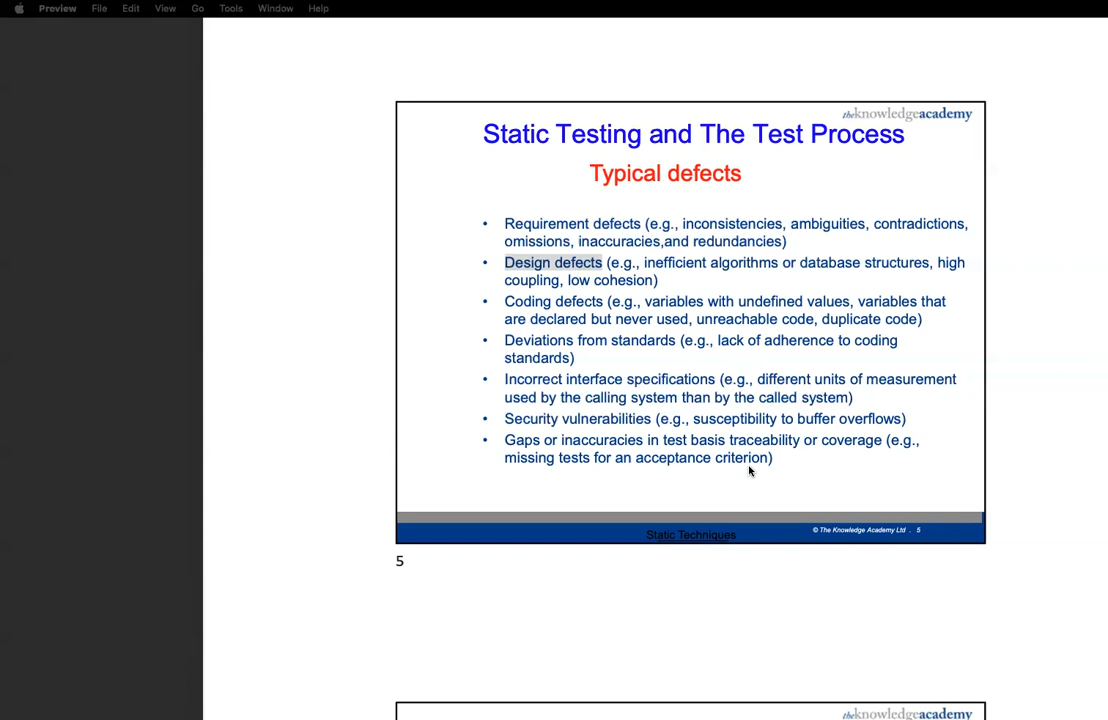 Preview File Edit View Go Tools Window Help
theknowledgeacademy
Static Testing and The Test Process
Typical defects
• Requirement defects (e.g., inconsistencies, ambiguities, contradictions,
omissions, inaccuracies,and redundancies)
• Design defects (e.g., inefficient algorithms or database structures, high
coupling, low cohesion)
• Coding defects (e.g., variables with undefined values, variables that
are declared but never used, unreachable code, duplicate code)
• Deviations from standards (e.g., lack of adherence to coding
standards)
• Incorrect interface specifications (e.g., different units of measurement
used by the calling system than by the called system)
• Security vulnerabilities (e.g., susceptibility to buffer overflows)
• Gaps or inaccuracies in test basis traceability or coverage (e.g.,
missing tests for an acceptance criterion)
© The Knowledge Academy Ltd . 5
Static Techniques
5
theknowledgeacademy